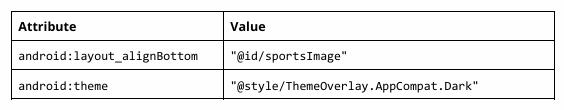 Attribute Value
android:layout_alignBottom "@id/sportsImage"
android:theme "@style/ThemeOverlay.AppCompat.Dark"